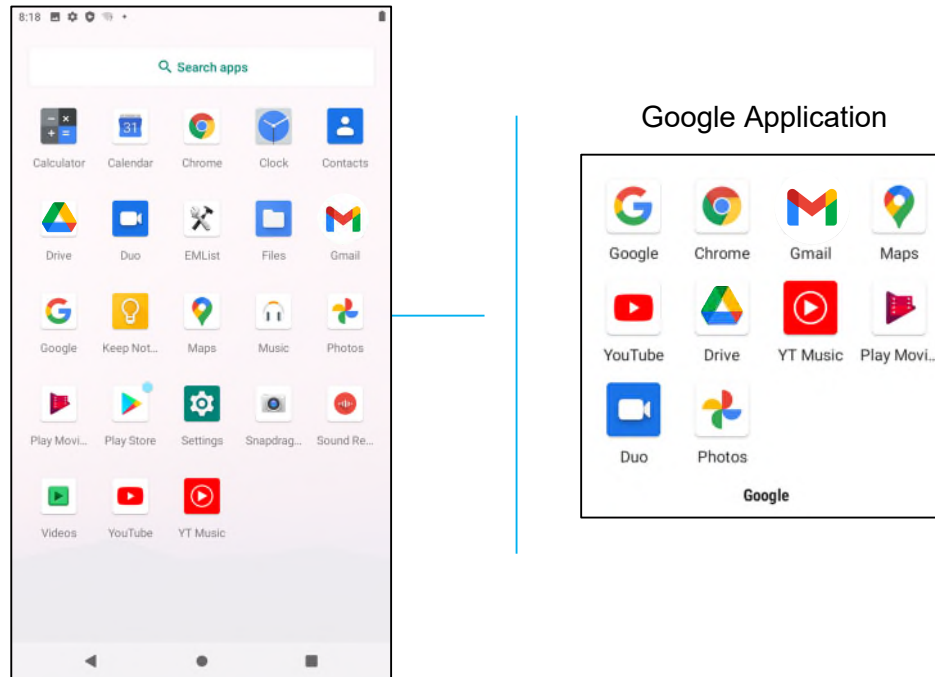 8:18
Search apps
Calculator Calendar Chrome Clock Contacts
Drive Duo EMList Files Gmail
Google Keep Not... Maps Music Photos
Play Movi... Play Store Settings Snapdrag... Sound Re...
Videos YouTube YT Music
Google Application
Google Chrome Gmail Maps
YouTube Drive YT Music Play Movi..
Duo Photos
Google